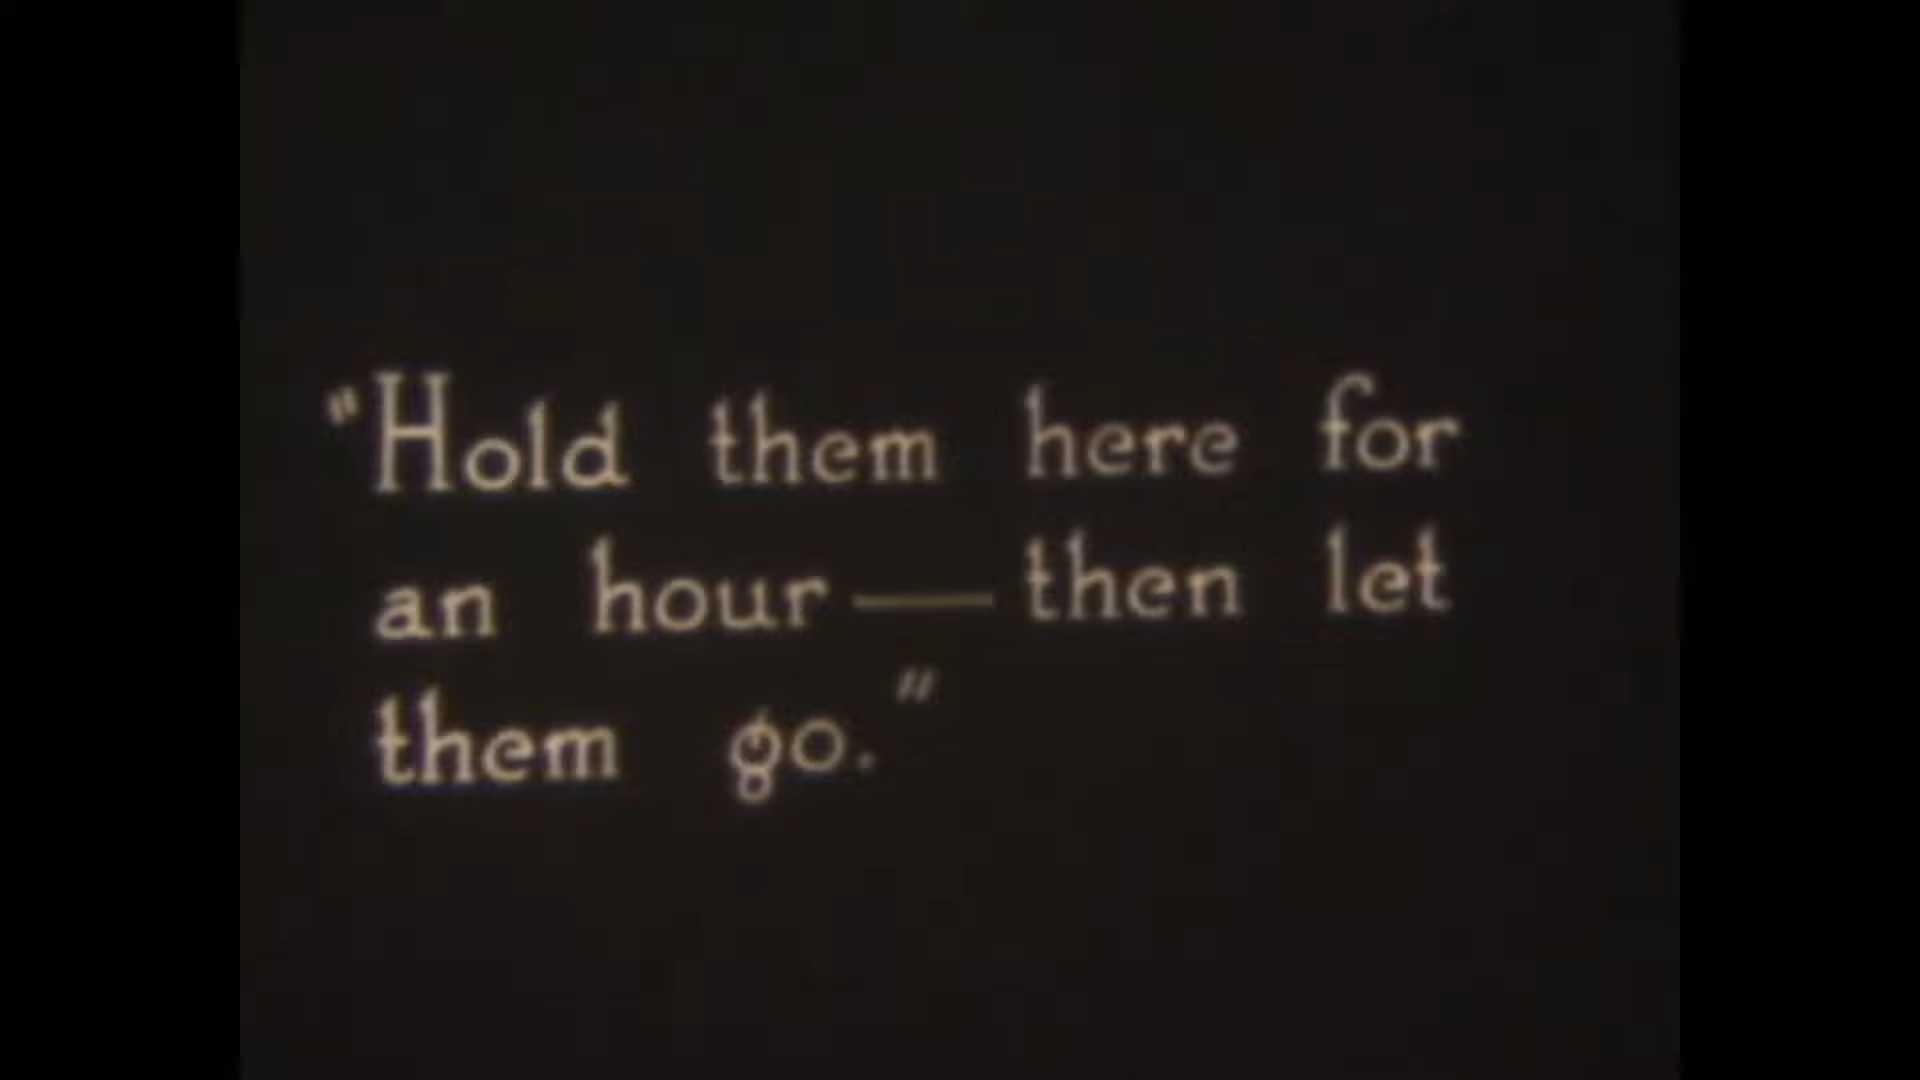 "Hold them here for
an hour — then let
them go."